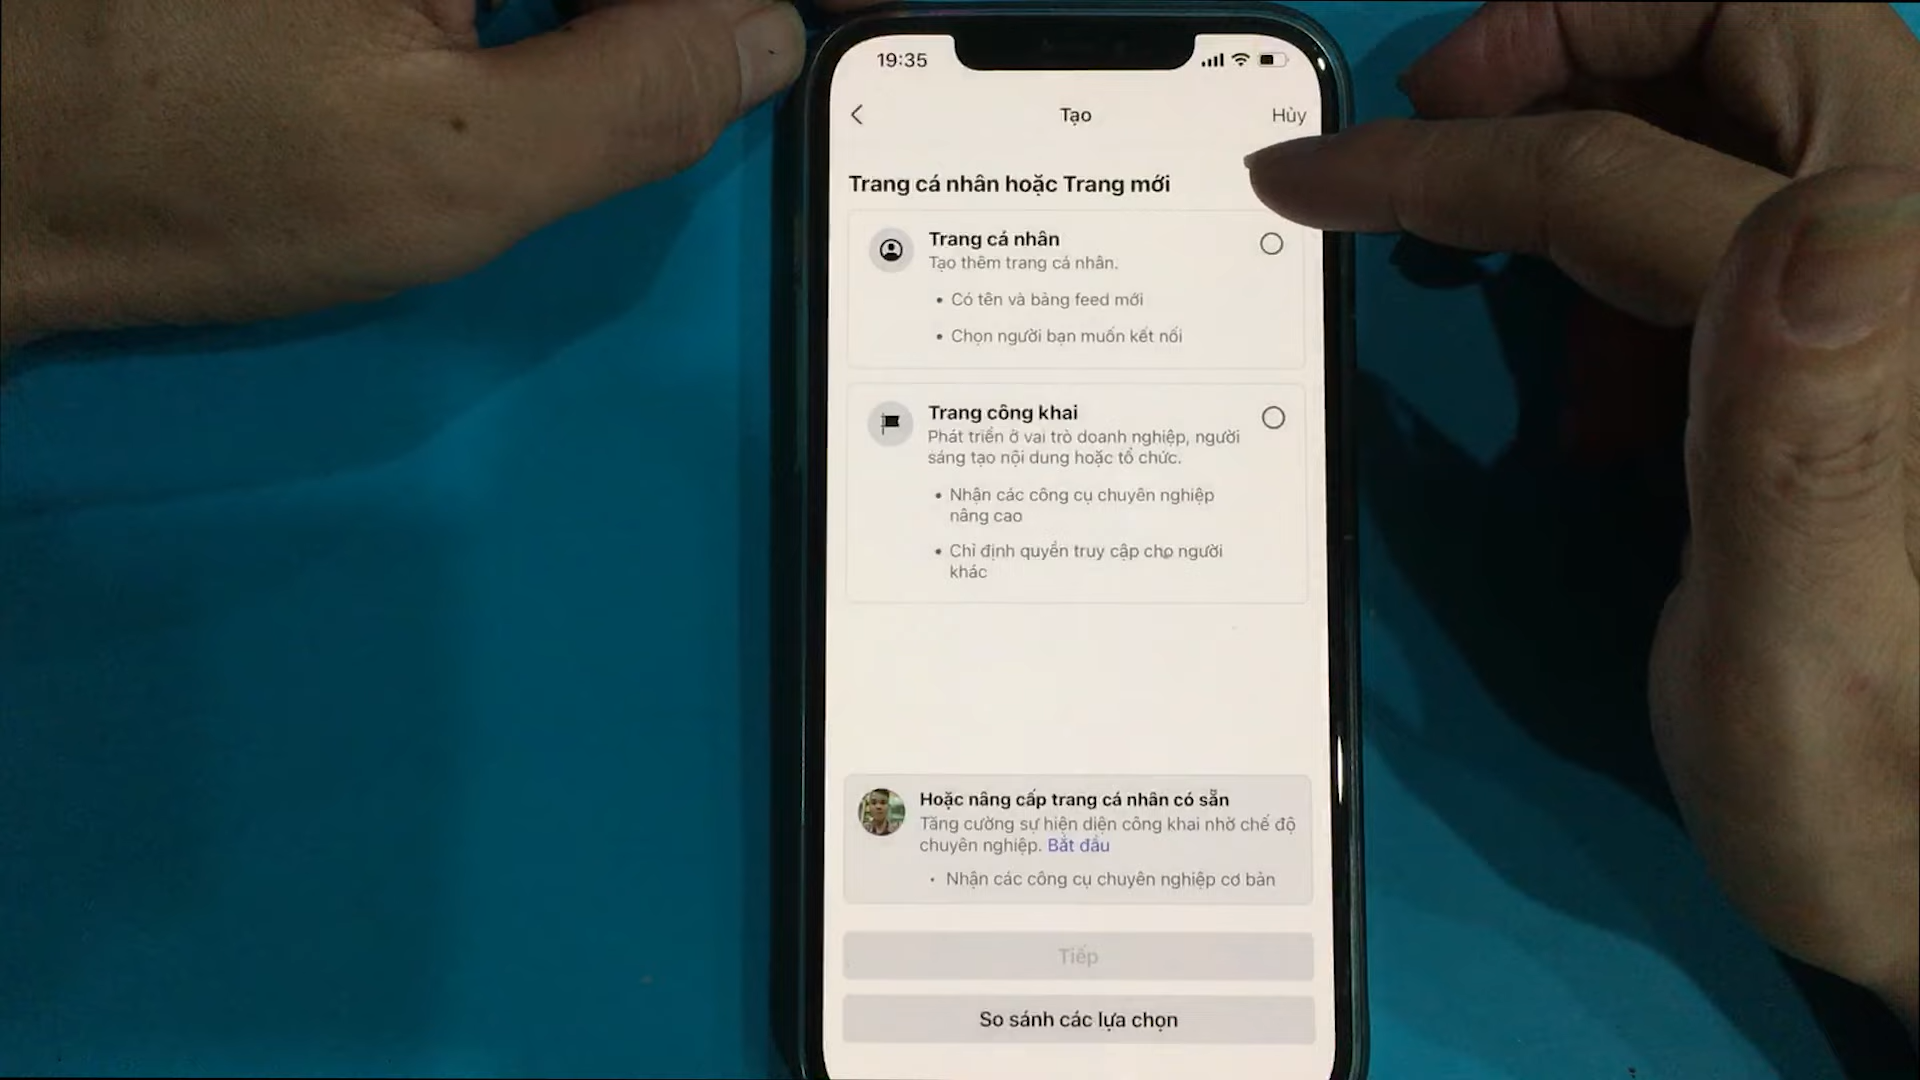 19:35
Tạo
Hủy
Trang cá nhân hoặc Trang mới
Trang cá nhân
Tạo thêm trang cá nhân.
• Có tên và bảng feed mới
• Chọn người bạn muốn kết nối
Trang công khai
Phát triển ở vai trò doanh nghiệp, người
sáng tạo nội dung hoặc tổ chức.
• Nhận các công cụ chuyên nghiệp
nâng cao
• Chỉ định quyền truy cập cho người
khác
Hoặc nâng cấp trang cá nhân có sẵn
Tăng cường sự hiện diện công khai nhờ chế độ
chuyên nghiệp. Bắt đầu
• Nhận các công cụ chuyên nghiệp cơ bản
Tiếp
So sánh các lựa chọn